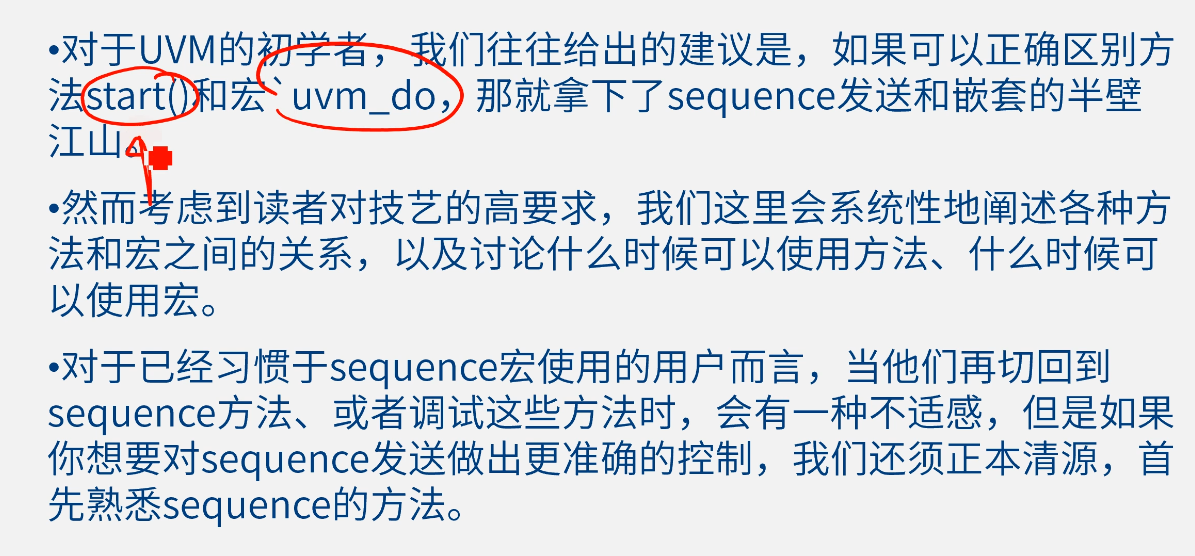 •对于UVM的初学者，我们往往给出的建议是，如果可以正确区别方
法start()和宏`uvm_do，那就拿下了sequence发送和嵌套的半壁
江山。
•然而考虑到读者对技艺的高要求，我们这里会系统性地阐述各种方
法和宏之间的关系，以及讨论什么时候可以使用方法、什么时候可
以使用宏。
•对于已经习惯于sequence宏使用的用户而言，当他们再切回到
sequence方法、或者调试这些方法时，会有一种不适感，但是如果
你想要对sequence发送做出更准确的控制，我们还须正本清源，首
先熟悉sequence的方法。